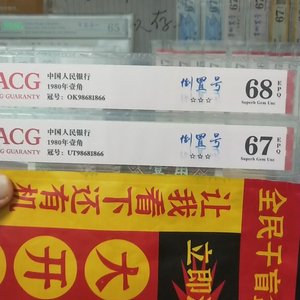 ACG
NG GUARANTY
中国人民银行
1980年壹角
冠号: OK98681866
倒置号
☆☆☆
68
EPQ
Superb Gem Unc
ACG
NG GUARANTY
中国人民银行
1980年壹角
冠号: UT98681866
倒置号
☆☆☆
67
EPQ
Superb Gem Unc
让我看下还有机
全民千盲
立即
大开